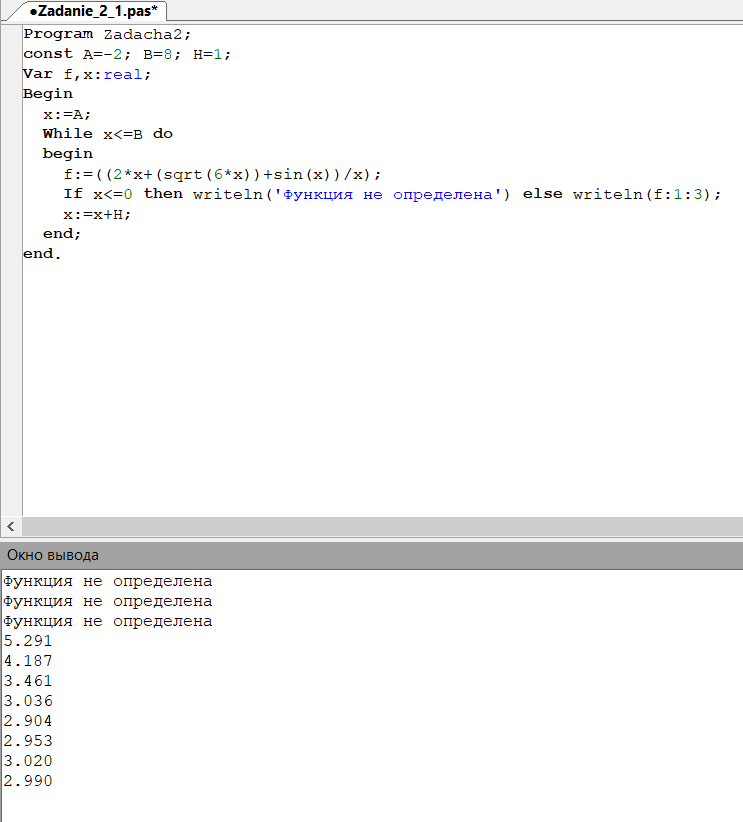 ●Zadanie_2_1.pas*
Program Zadacha2;
const A=-2; B=8; H=1;
Var f,x:real;
Begin
x:=A;
While x<=B do
begin
f:=((2*x+(sqrt(6*x))+sin(x))/x);
If x<=0 then writeln('Функция не определена') else writeln(f:1:3);
x:=x+H;
end;
end.
Окно вывода
Функция не определена
Функция не определена
Функция не определена
5.291
4.187
3.461
3.036
2.904
2.953
3.020
2.990